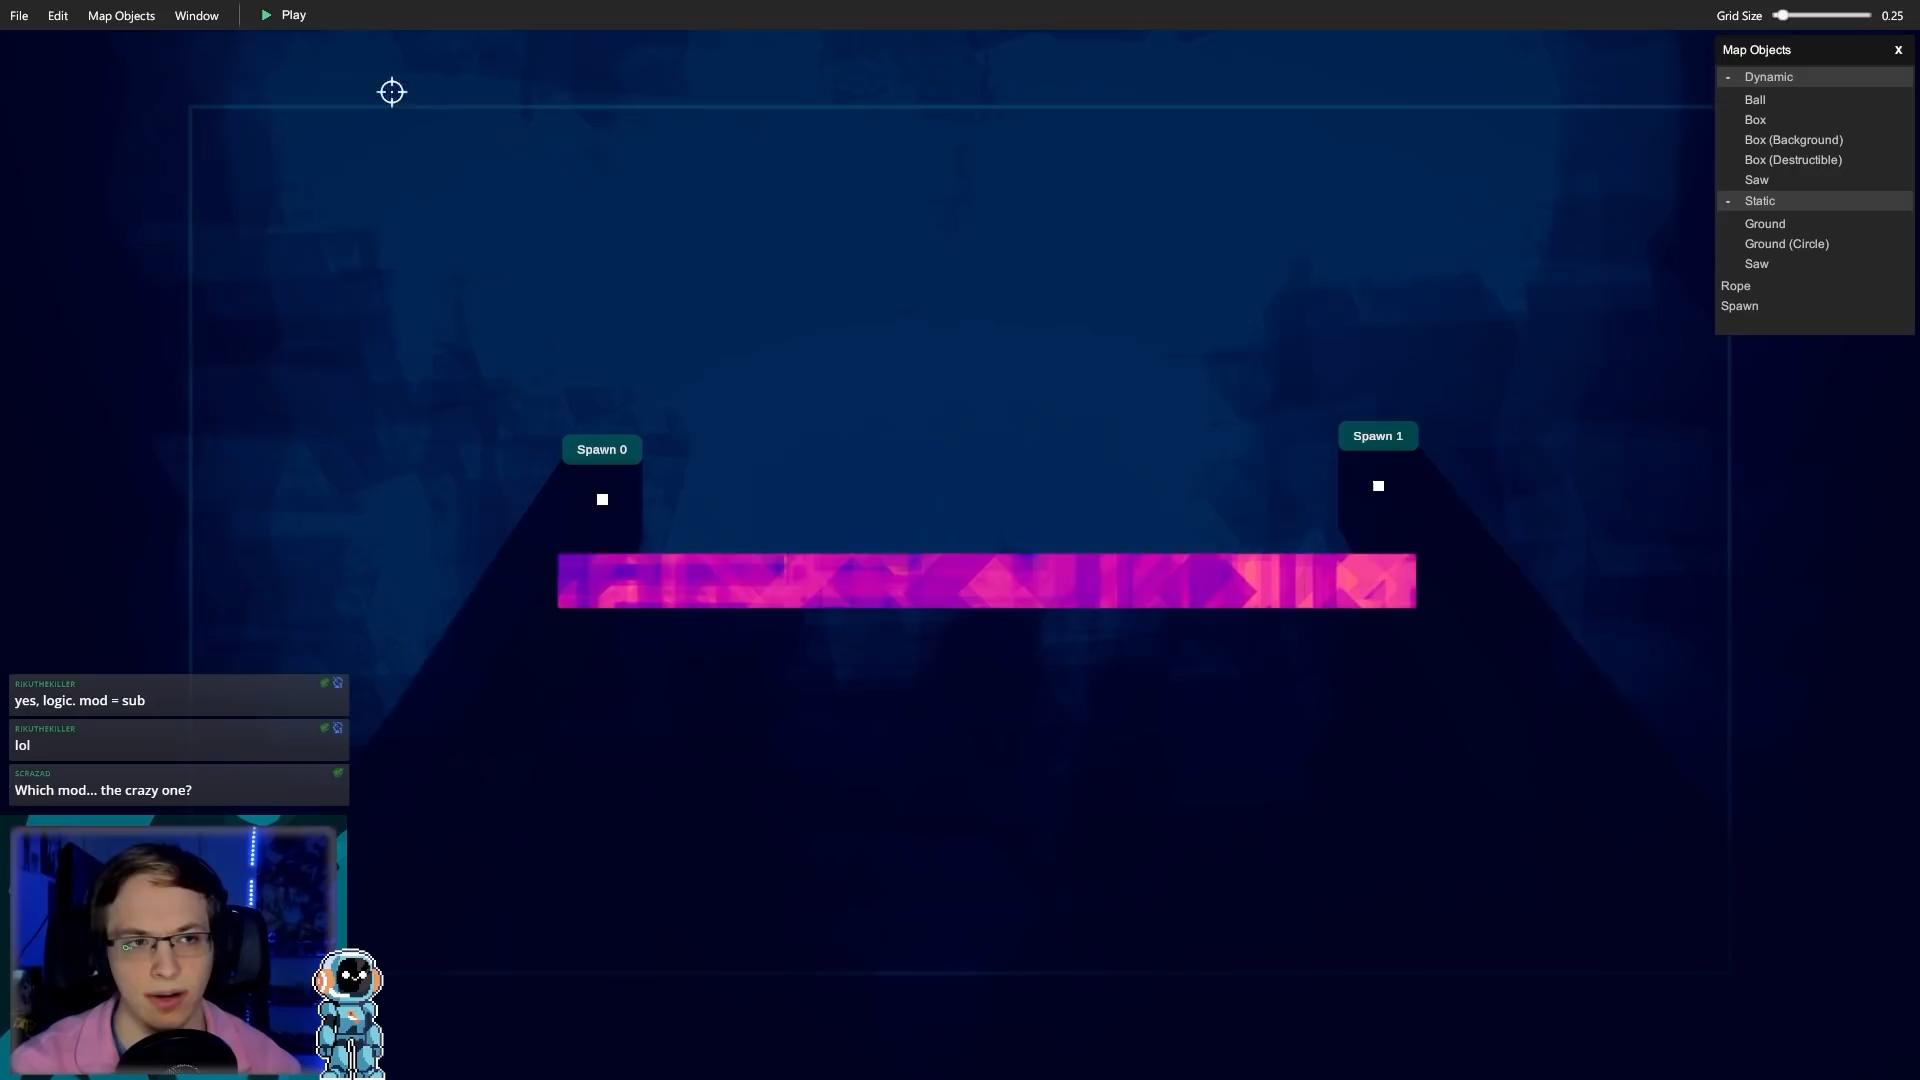 File Edit Map Objects Window Play Grid Size 0.25
Map Objects x
- Dynamic
Ball
Box
Box (Background)
Box (Destructible)
Saw
- Static
Ground
Ground (Circle)
Saw
Rope
Spawn
Spawn 0
Spawn 1
RIKUTHEKILLER
yes, logic. mod = sub
RIKUTHEKILLER
lol
SCRAZAD
Which mod... the crazy one?